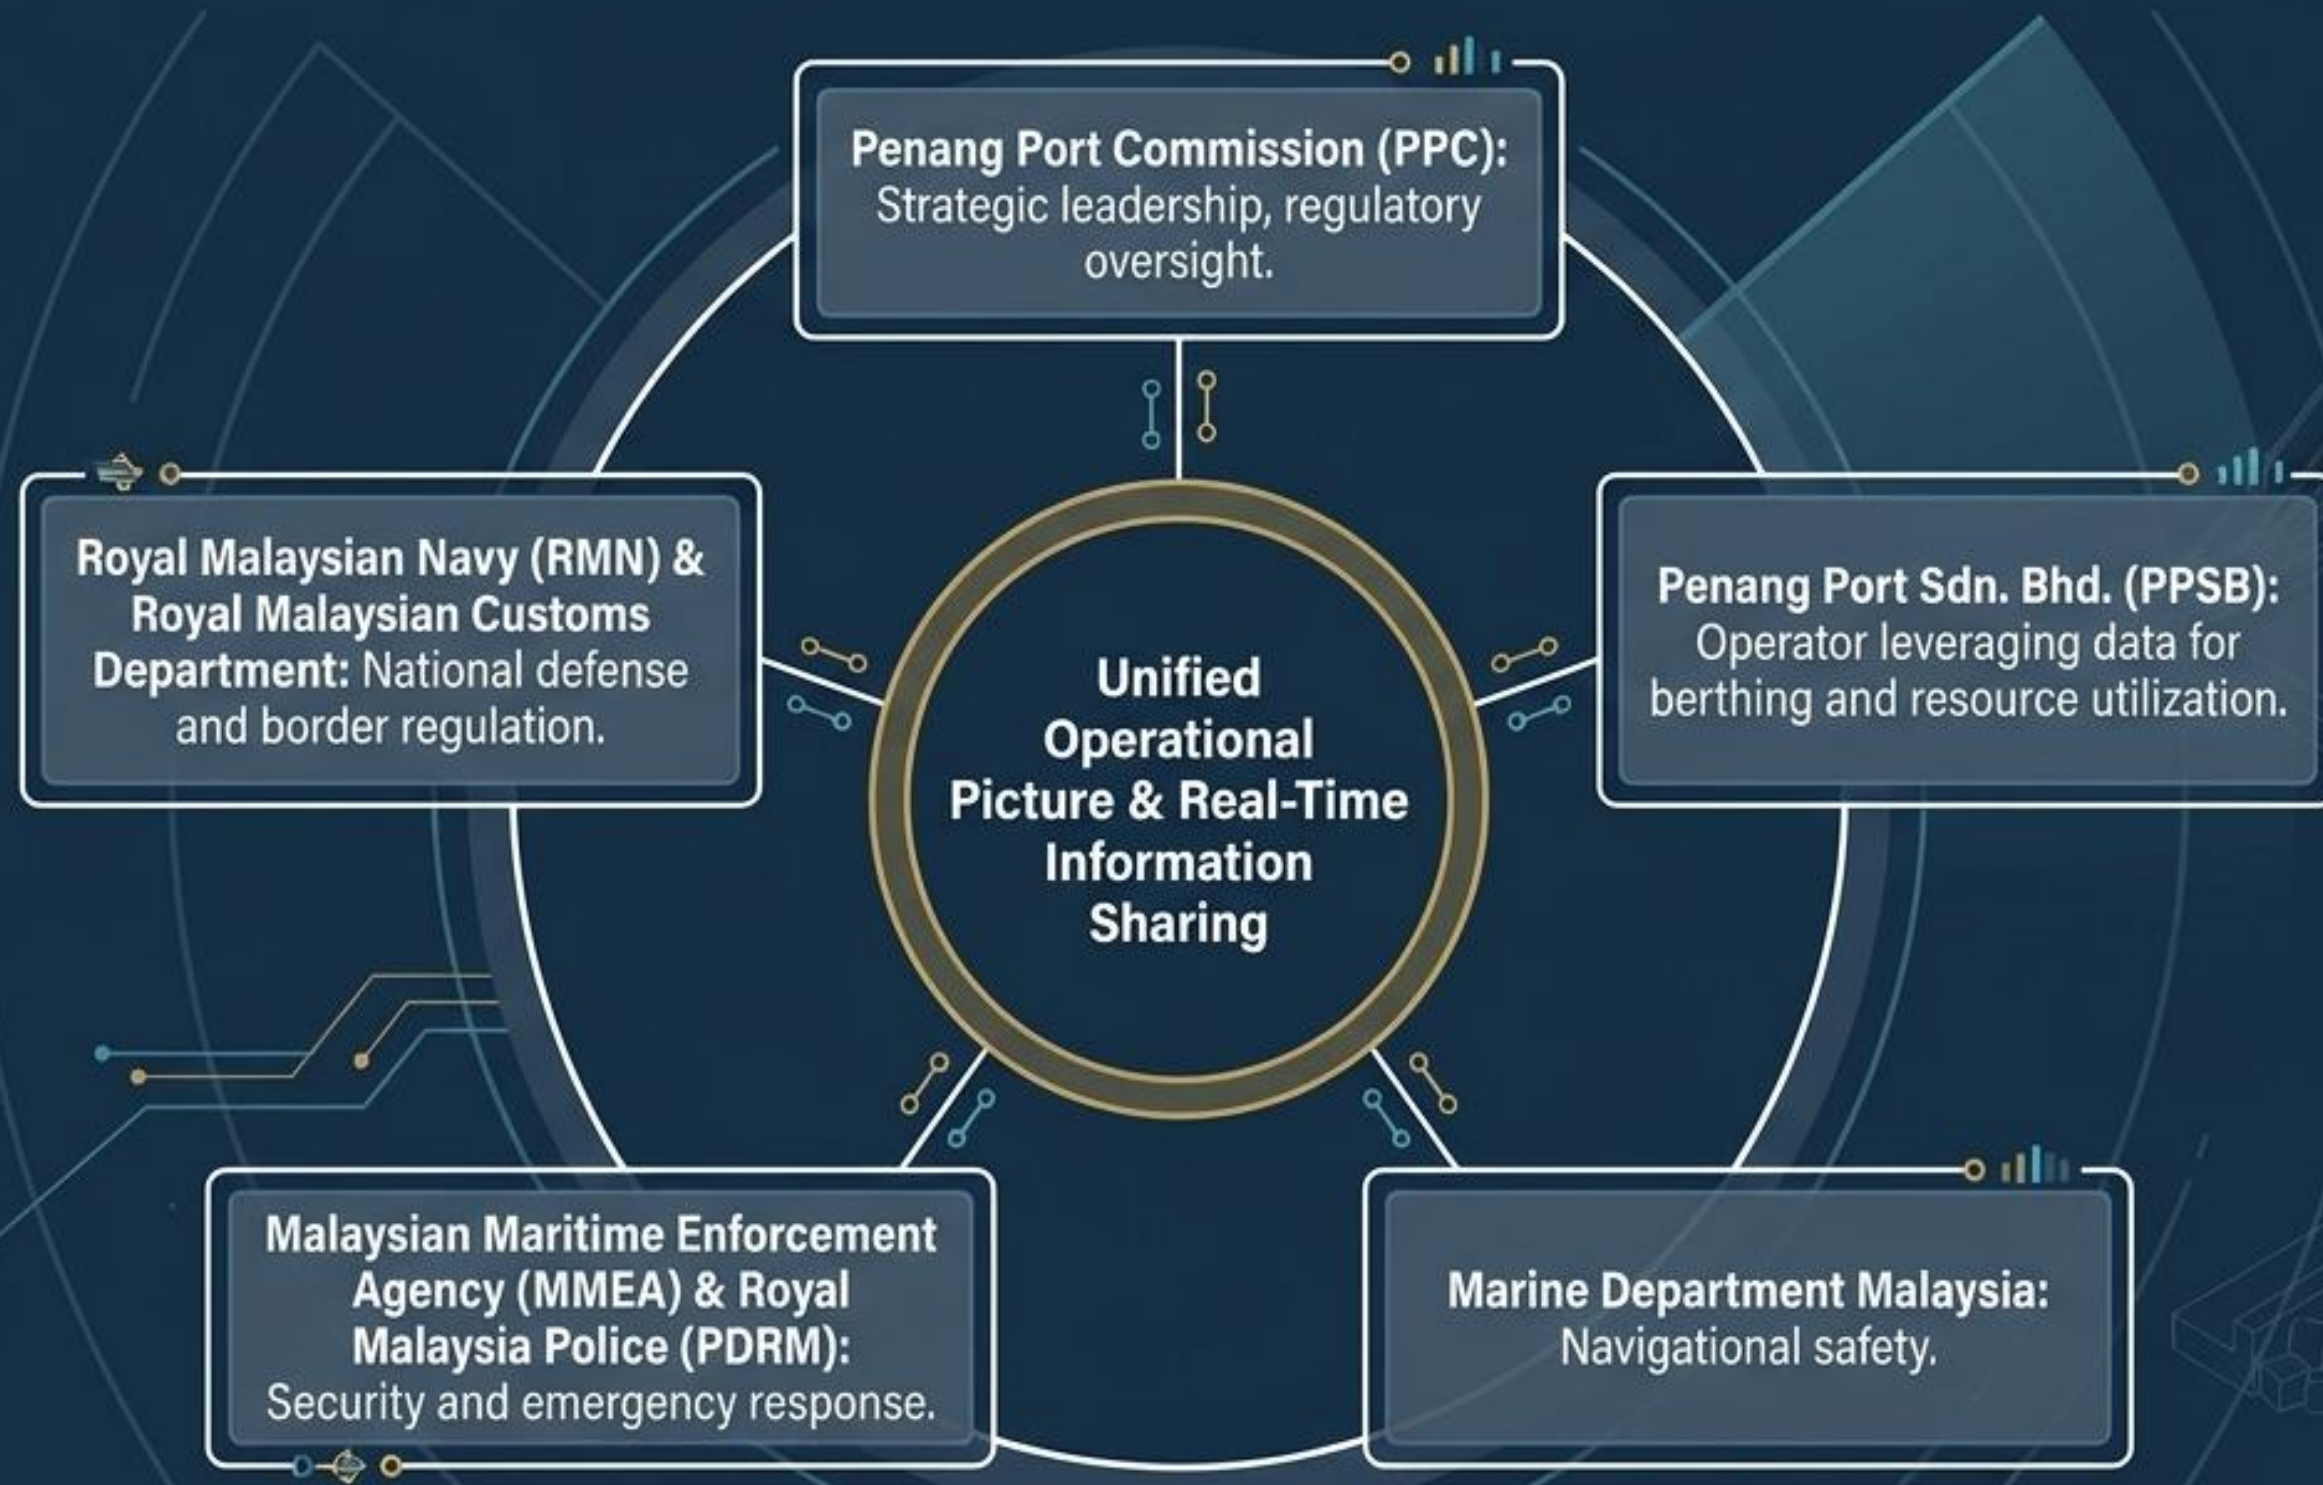 Penang Port Commission (PPC):
Strategic leadership, regulatory
oversight.
Royal Malaysian Navy (RMN) &
Royal Malaysian Customs
Department: National defense
and border regulation.
Unified
Operational
Picture & Real-Time
Information
Sharing
Penang Port Sdn. Bhd. (PPSB):
Operator leveraging data for
berthing and resource utilization.
Malaysian Maritime Enforcement
Agency (MMEA) & Royal
Malaysia Police (PDRM):
Security and emergency response.
Marine Department Malaysia:
Navigational safety.